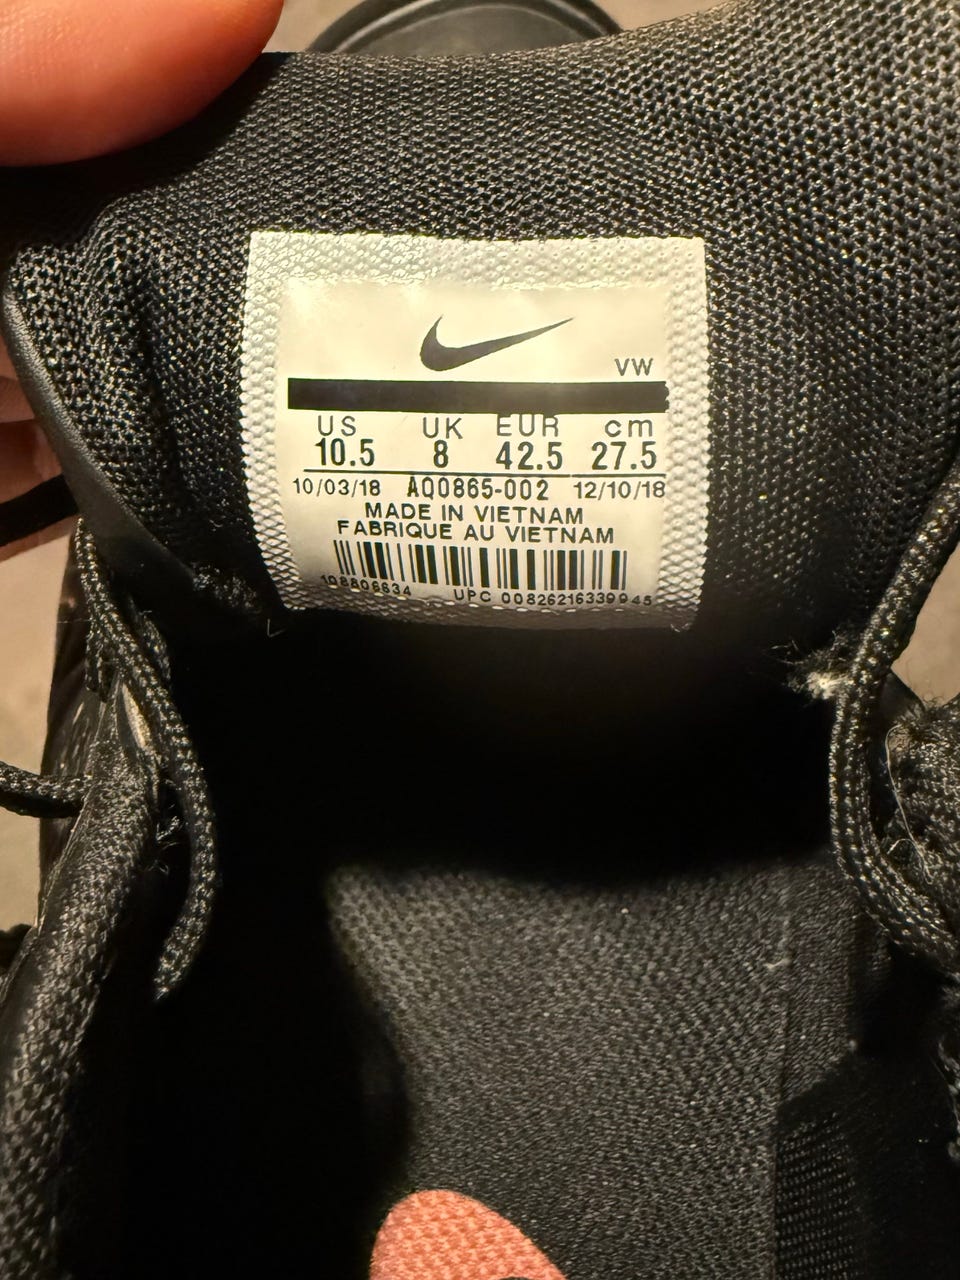 VW
US UK EUR cm
10.5 8 42.5 27.5
10/03/18 AQ0865-002 12/10/18
MADE IN VIETNAM
FABRIQUE AU VIETNAM
108806634 UPC 00826216339945